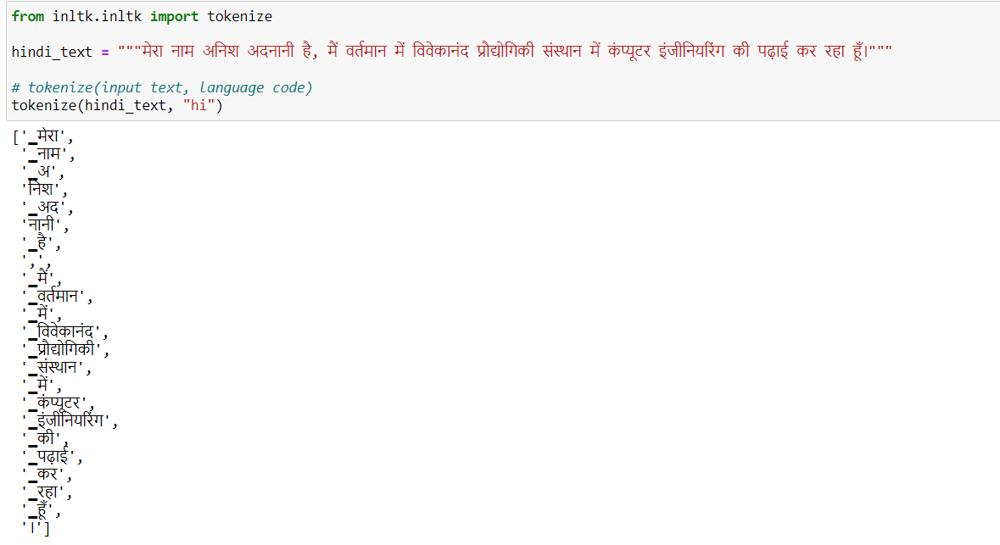 from inltk.inltk import tokenize
hindi_text = """मेरा नाम अनिश अदनानी है, मैं वर्तमान में विवेकानंद प्रौद्योगिकी संस्थान में कंप्यूटर इंजीनियरिंग की पढ़ाई कर रहा हूँ।"""
# tokenize(input text, language code)
tokenize(hindi_text, "hi")
['▁मेरा',
'▁नाम',
'▁अ',
'निश',
'▁अद',
'नानी',
'▁है',
',',
'▁मैं',
'▁वर्तमान',
'▁में',
'▁विवेकानंद',
'▁प्रौद्योगिकी',
'▁संस्थान',
'▁में',
'▁कंप्यूटर',
'▁इंजीनियरिंग',
'▁की',
'▁पढ़ाई',
'▁कर',
'▁रहा',
'▁हूँ',
'।']